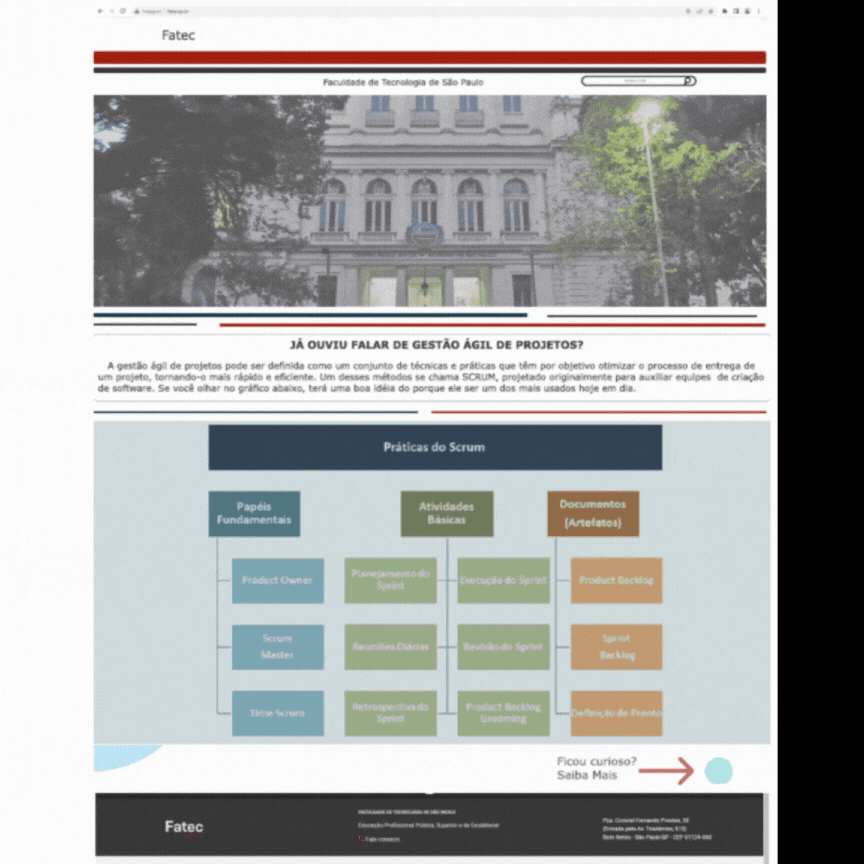 Fatec
Faculdade de Tecnologia de São Paulo
JÁ OUVIU FALAR DE GESTÃO ÁGIL DE PROJETOS?
A gestão ágil de projetos pode ser definida como um conjunto de técnicas e práticas que têm por objetivo otimizar o processo de entrega de
um projeto, tornando-o mais rápido e eficiente. Um desses métodos se chama SCRUM, projetado originalmente para auxiliar equipes de criação
de software. Se você olhar no gráfico abaixo, terá uma boa idéia do porque ele ser um dos mais usados hoje em dia.
Práticas do Scrum
Papéis
Fundamentais
Atividades
Básicas
Documentos
(Artefatos)
Product Owner
Planejamento do
Sprint
Execução do Sprint
Product Backlog
Scrum
Master
Reuniões Diárias
Revisão do Sprint
Sprint
Backlog
Time Scrum
Retrospectiva do
Sprint
Product Backlog
Grooming
Definição do Pronto
Ficou curioso?
Saiba Mais
Fatec
FACULDADE DE TECNOLOGIA DE SÃO PAULO
Educação Profissional Pública, Superior e de Excelência!
Fale conosco
Pça. Coronel Fernando Prestes, 30
(Entrada pela Av. Tiradentes, 615)
Bom Retiro - São Paulo-SP - CEP 01124-060